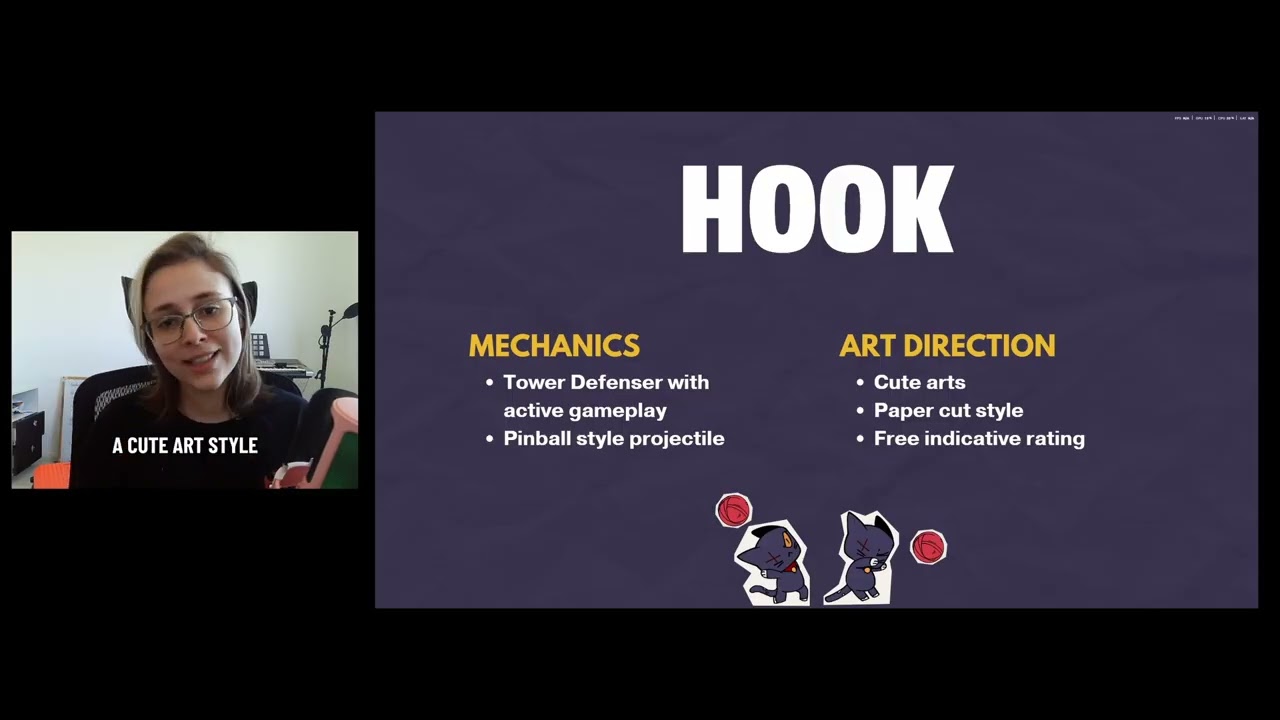 HOOK
MECHANICS
• Tower Defenser with
active gameplay
• Pinball style projectile
ART DIRECTION
• Cute arts
• Paper cut style
• Free indicative rating
A CUTE ART STYLE